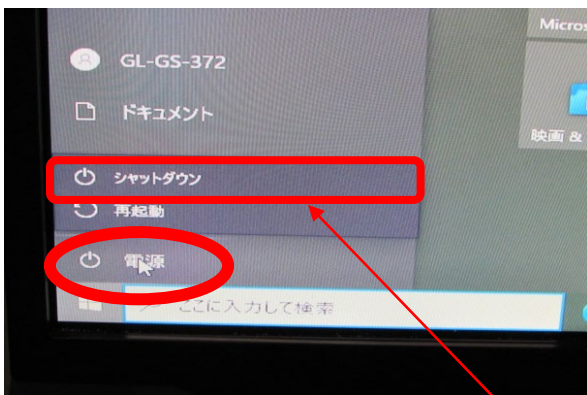 Micros
GL-GS-372
ドキュメント
映画 &
シャットダウン
再起動
電源
ここに入力して検索